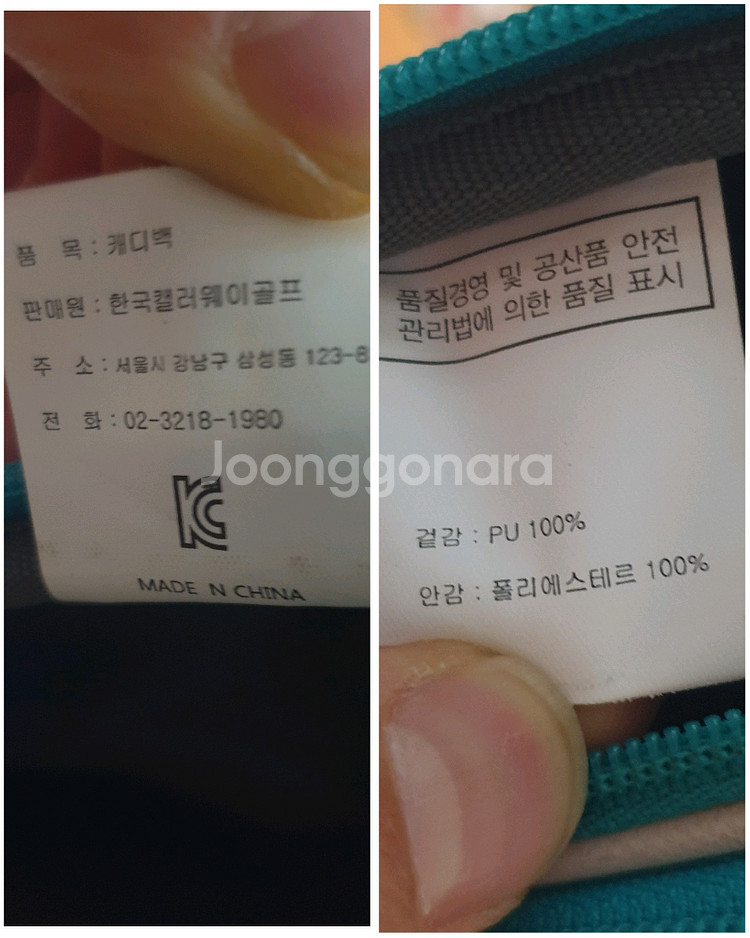 품 목 : 캐디백
판매원 : 한국캘러웨이골프
주 소 : 서울시 강남구 삼성동 123-8
전 화 : 02-3218-1980
MADE N CHINA
품질경영 및 공산품 안전
관리법에 의한 품질 표시
겉감 : PU 100%
안감 : 폴리에스테르 100%
Joonggonara